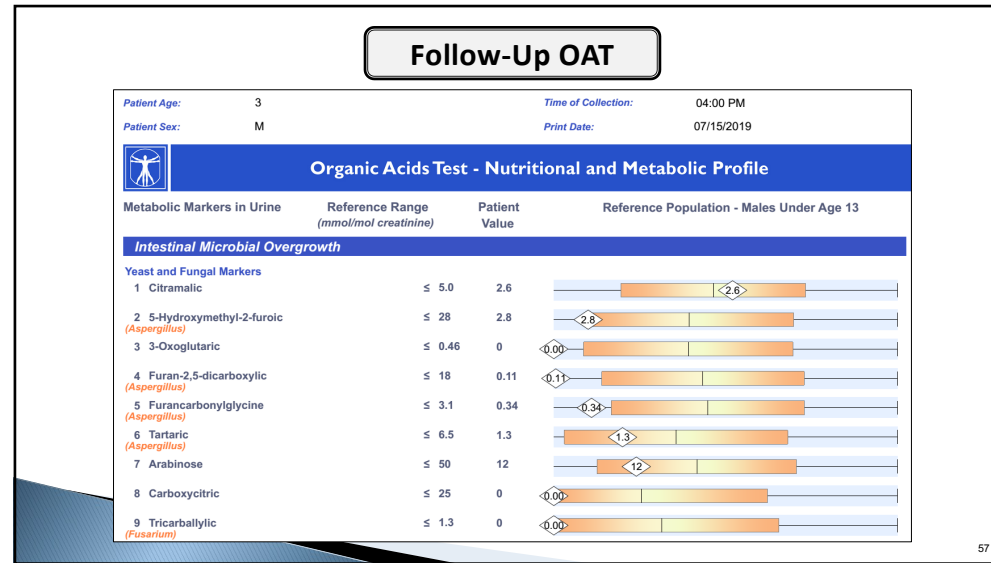 Follow-Up OAT
Patient Age: 3 Time of Collection: 04:00 PM
Patient Sex: M Print Date: 07/15/2019
Organic Acids Test - Nutritional and Metabolic Profile
Metabolic Markers in Urine Reference Range Patient Reference Population - Males Under Age 13
(mmol/mol creatinine) Value
Intestinal Microbial Overgrowth
Yeast and Fungal Markers
1 Citramalic ≤ 5.0 2.6 2.6
2 5-Hydroxymethyl-2-furoic ≤ 28 2.8 2.8
(Aspergillus)
3 3-Oxoglutaric ≤ 0.46 0 0.00
4 Furan-2,5-dicarboxylic ≤ 18 0.11 0.11
(Aspergillus)
5 Furancarbonylglycine ≤ 3.1 0.34 0.34
(Aspergillus)
6 Tartaric ≤ 6.5 1.3 1.3
(Aspergillus)
7 Arabinose ≤ 50 12 12
8 Carboxycitric ≤ 25 0 0.00
9 Tricarballylic ≤ 1.3 0 0.00
(Fusarium)
57